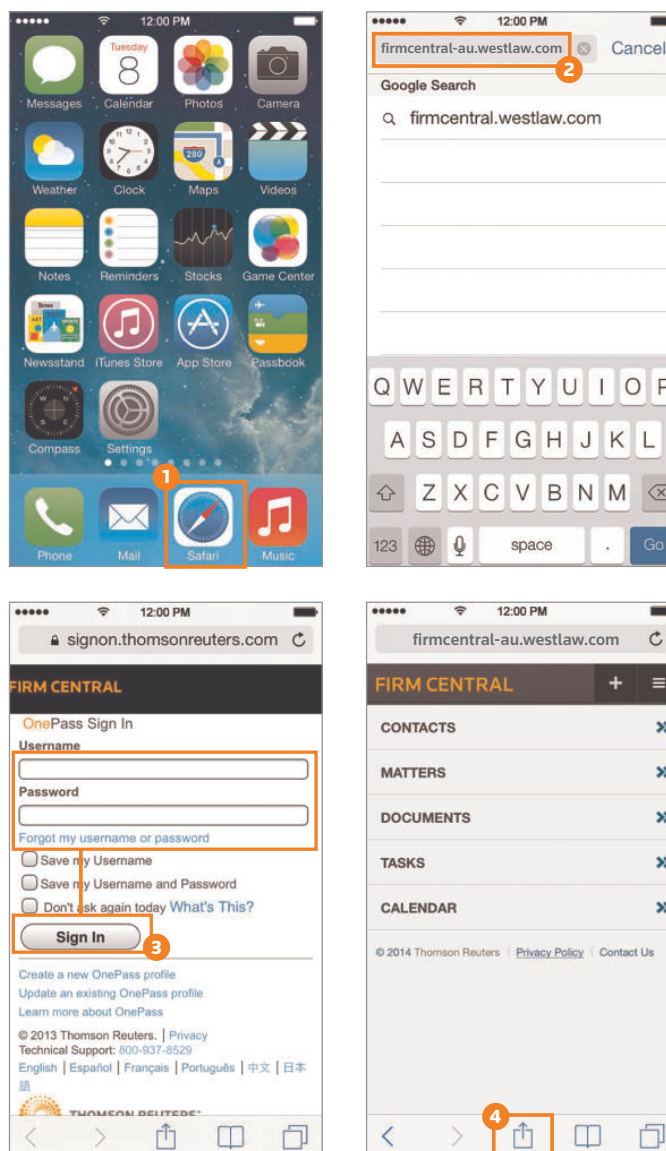 12:00 PM
Tuesday
8
Messages Calendar Photos Camera
12
280
Weather Clock Maps Videos
Notes Reminders Stocks Game Center
Newsstand iTunes Store App Store Passbook
N
W E
S
Compass Settings
1
Phone Mail Safari Music
12:00 PM
firmcentral-au.westlaw.com Cancel
2
Google Search
firmcentral.westlaw.com
Q W E R T Y U I O P
A S D F G H J K L
Z X C V B N M
123 space . Go
12:00 PM
signon.thomsonreuters.com
FIRM CENTRAL
OnePass Sign In
Username
Password
Forgot my username or password
Save my Username
Save my Username and Password
Don't ask again today What's This?
Sign In
3
Create a new OnePass profile
Update an existing OnePass profile
Learn more about OnePass
© 2013 Thomson Reuters. | Privacy
Technical Support: 800-937-8529
English | Español | Français | Português | 中文 | 日本
語
THOMSON REUTERS
12:00 PM
firmcentral-au.westlaw.com
FIRM CENTRAL + ≡
CONTACTS
MATTERS
DOCUMENTS
TASKS
CALENDAR
© 2014 Thomson Reuters | Privacy Policy | Contact Us
4